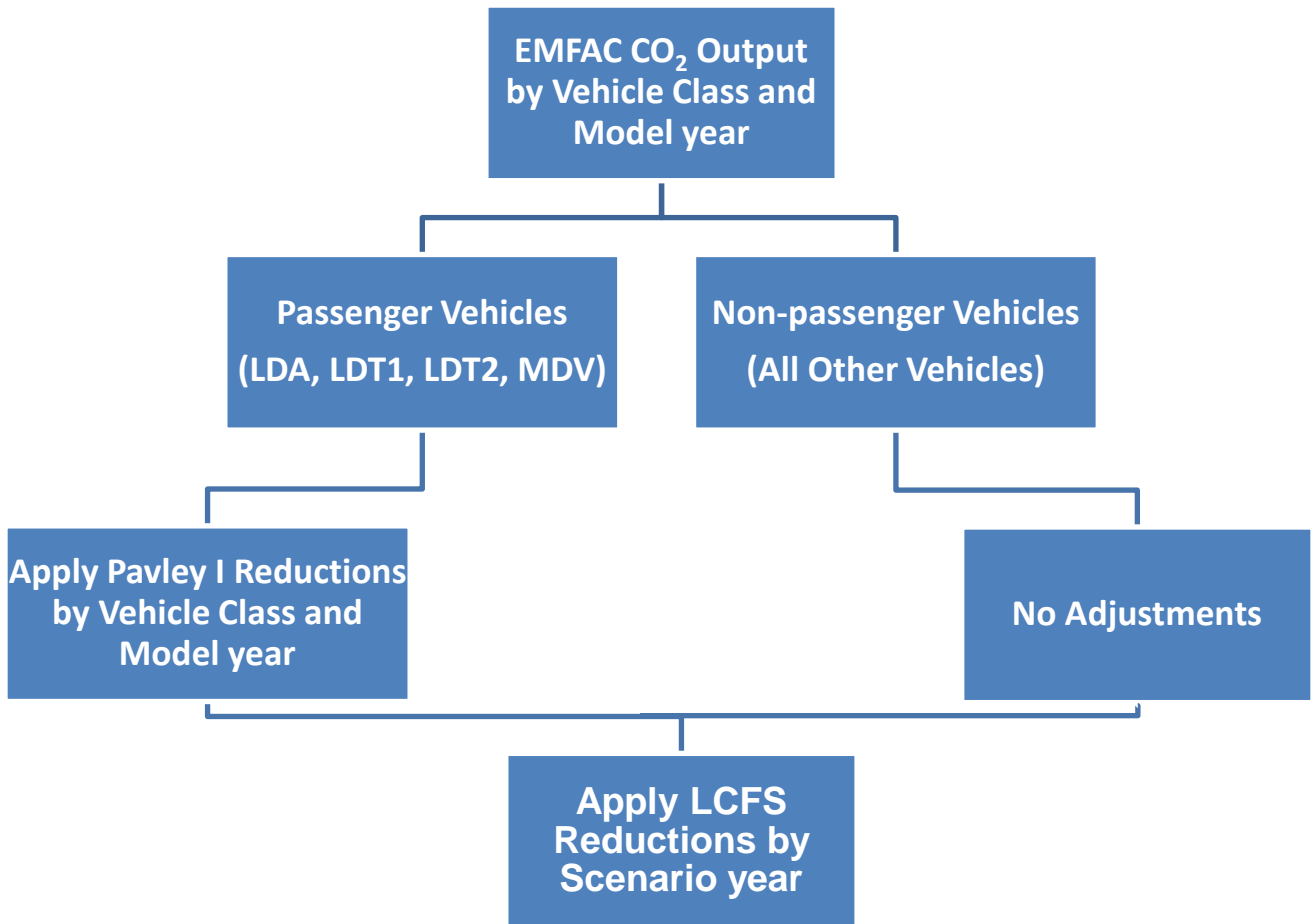 EMFAC CO₂ Output
by Vehicle Class and
Model year
Passenger Vehicles
(LDA, LDT1, LDT2, MDV)
Non-passenger Vehicles
(All Other Vehicles)
Apply Pavley I Reductions
by Vehicle Class and
Model year
No Adjustments
Apply LCFS
Reductions by
Scenario year